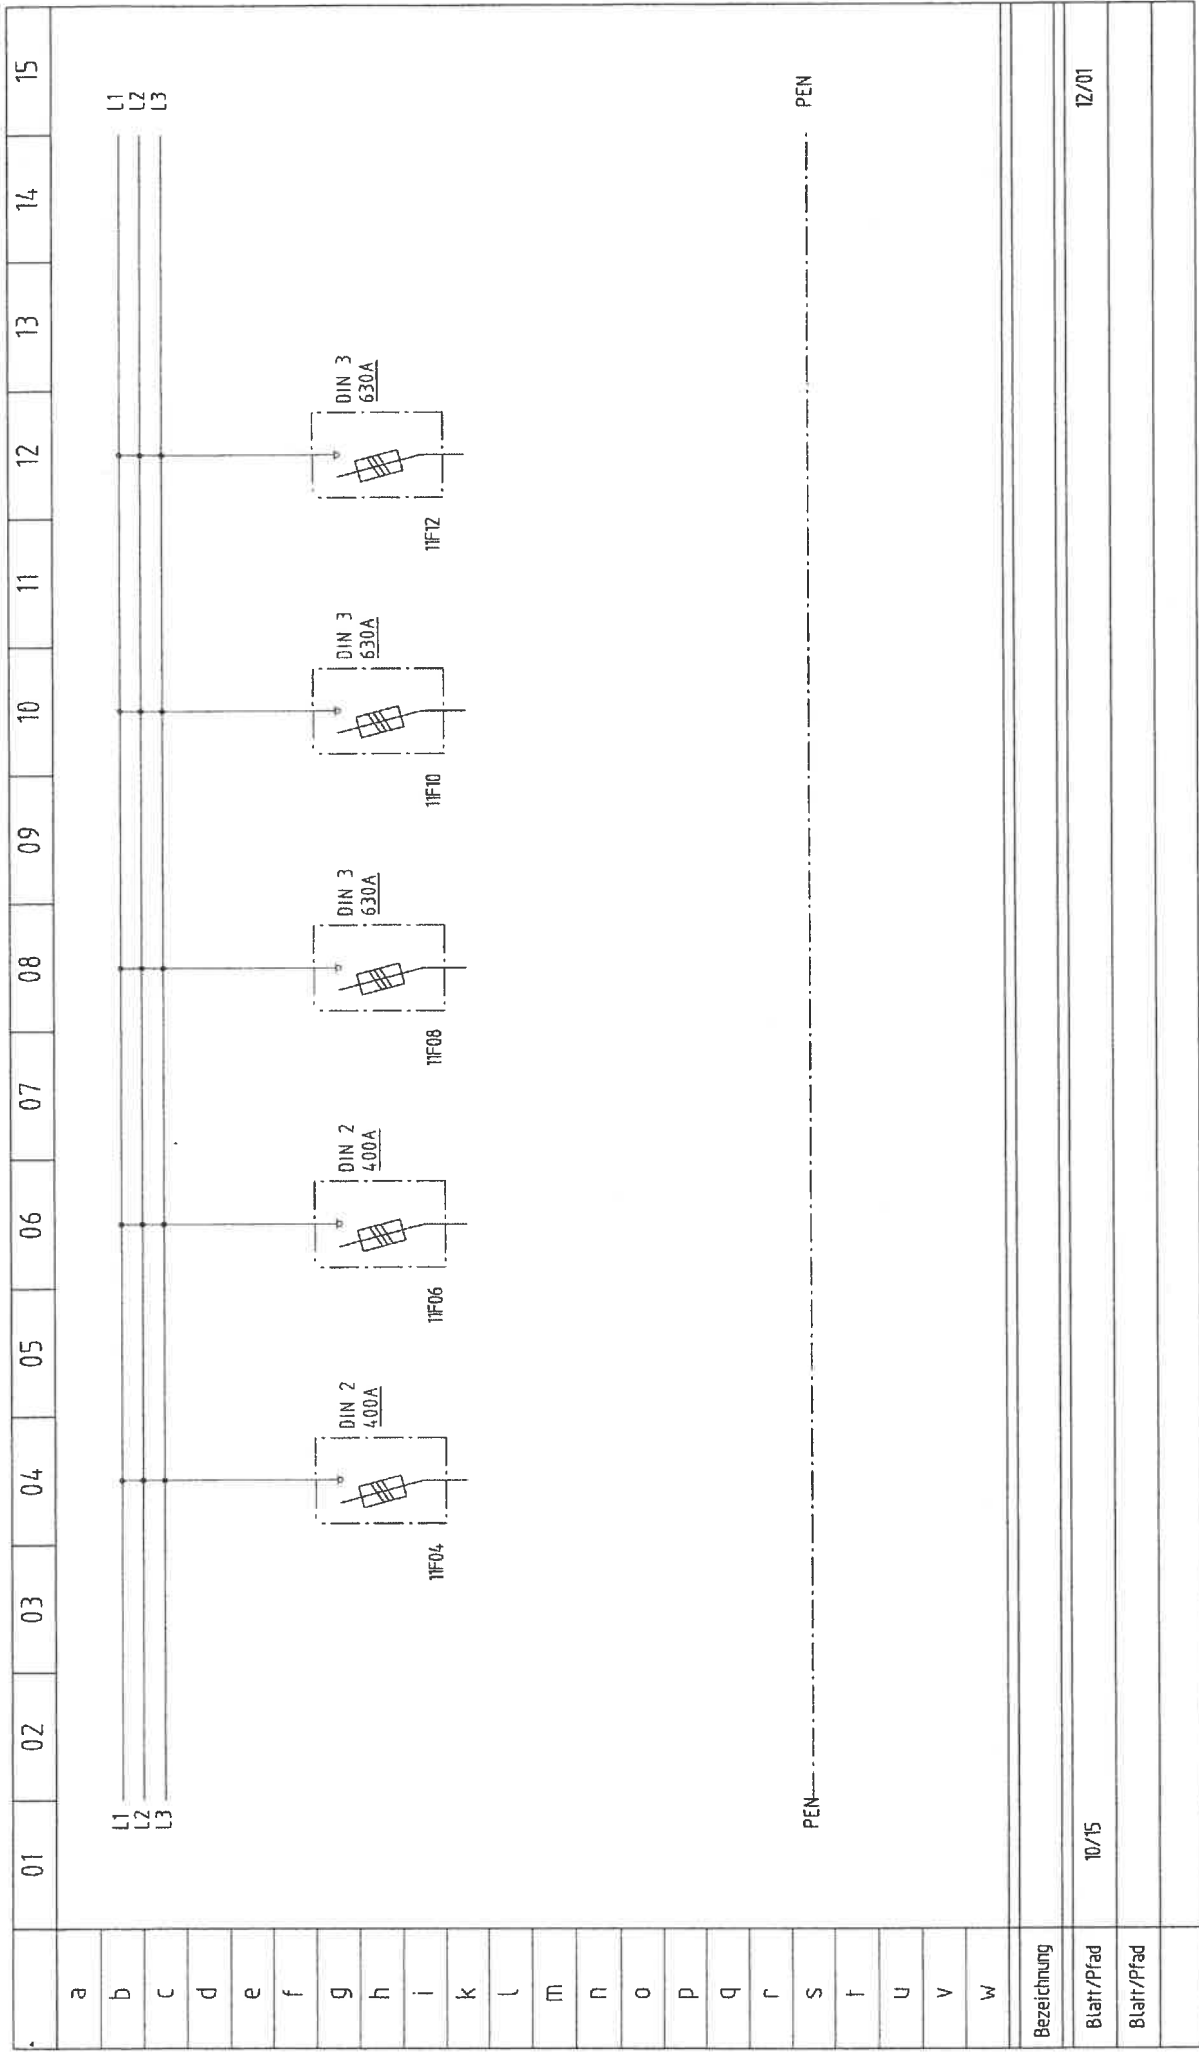 01 02 03 04 05 06 07 08 09 10 11 12 13 14 15
a
b
L1 L1
L2 L2
c
L3 L3
d
e
f
g
DIN 2 DIN 2 DIN 3 DIN 3 DIN 3
400A 400A 630A 630A 630A
h
i
11F04 11F06 11F08 11F10 11F12
k
l
m
n
o
p
q
r
s
PEN PEN
t
u
v
w
Bezeichnung
Blatt/Pfad 10/15 12/01
Blatt/Pfad